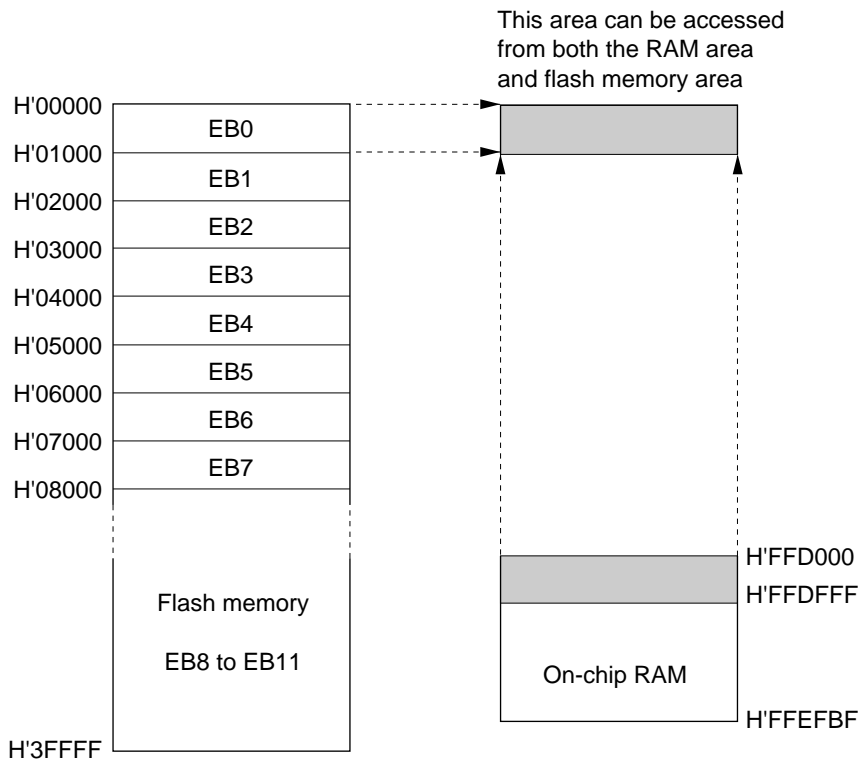 This area can be accessed
from both the RAM area
and flash memory area
H'00000
EB0
H'01000
EB1
H'02000
EB2
H'03000
EB3
H'04000
EB4
H'05000
EB5
H'06000
EB6
H'07000
EB7
H'08000
Flash memory
EB8 to EB11
H'3FFFF
H'FFD000
H'FFDFFF
On-chip RAM
H'FFEFBF